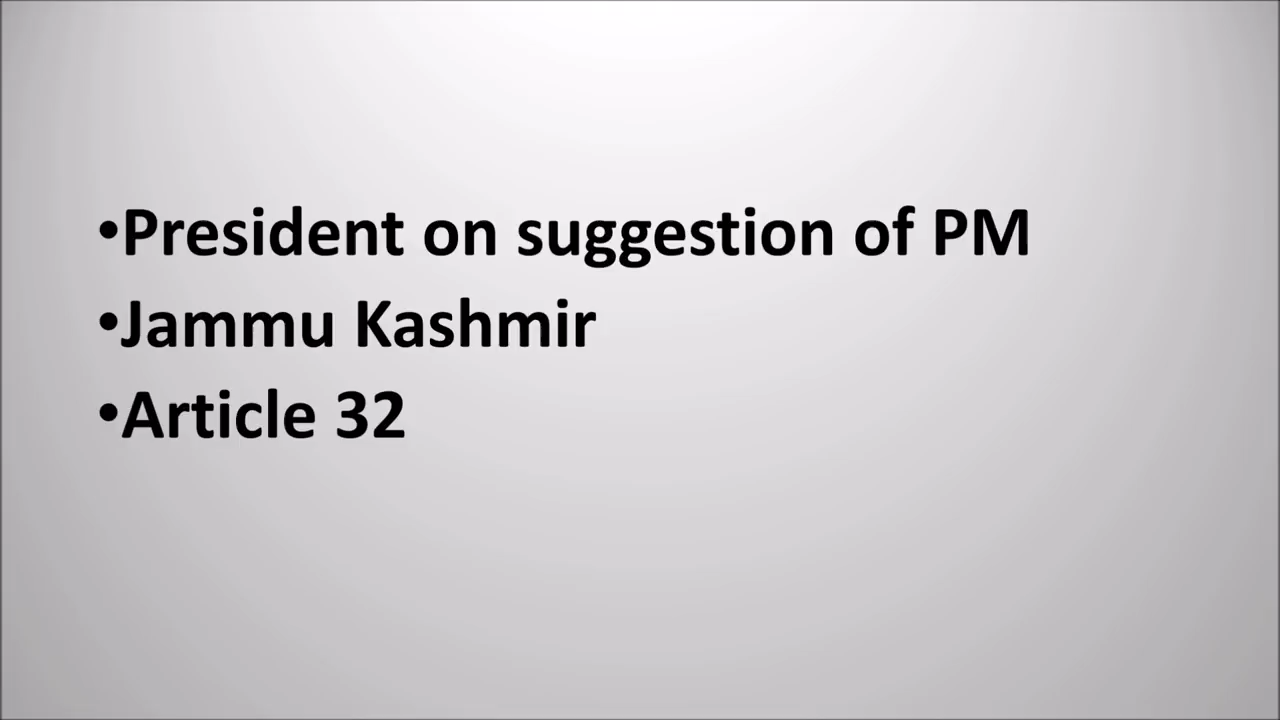 •President on suggestion of PM
•Jammu Kashmir
•Article 32